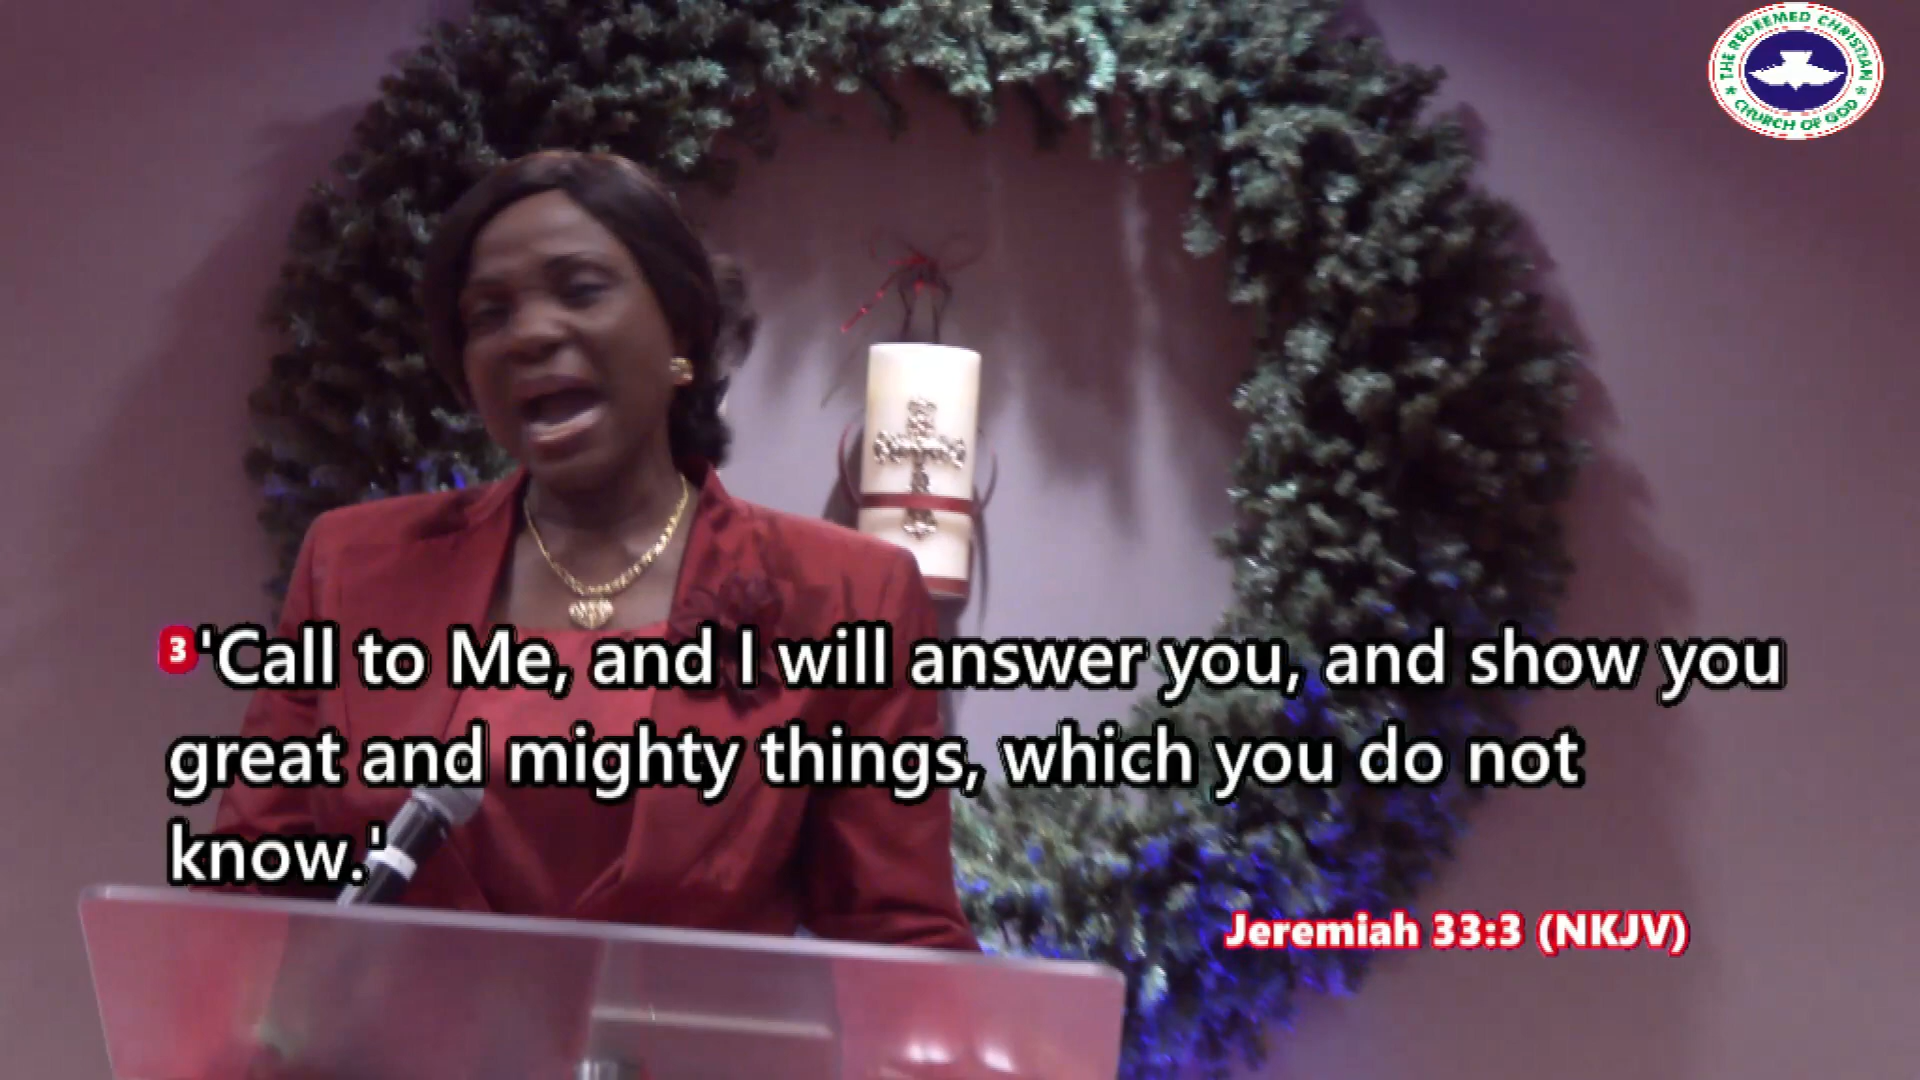 THE REDEEMED CHRISTIAN
★ CHURCH OF GOD ★
3 'Call to Me, and I will answer you, and show you
great and mighty things, which you do not
know.'
Jeremiah 33:3 (NKJV)